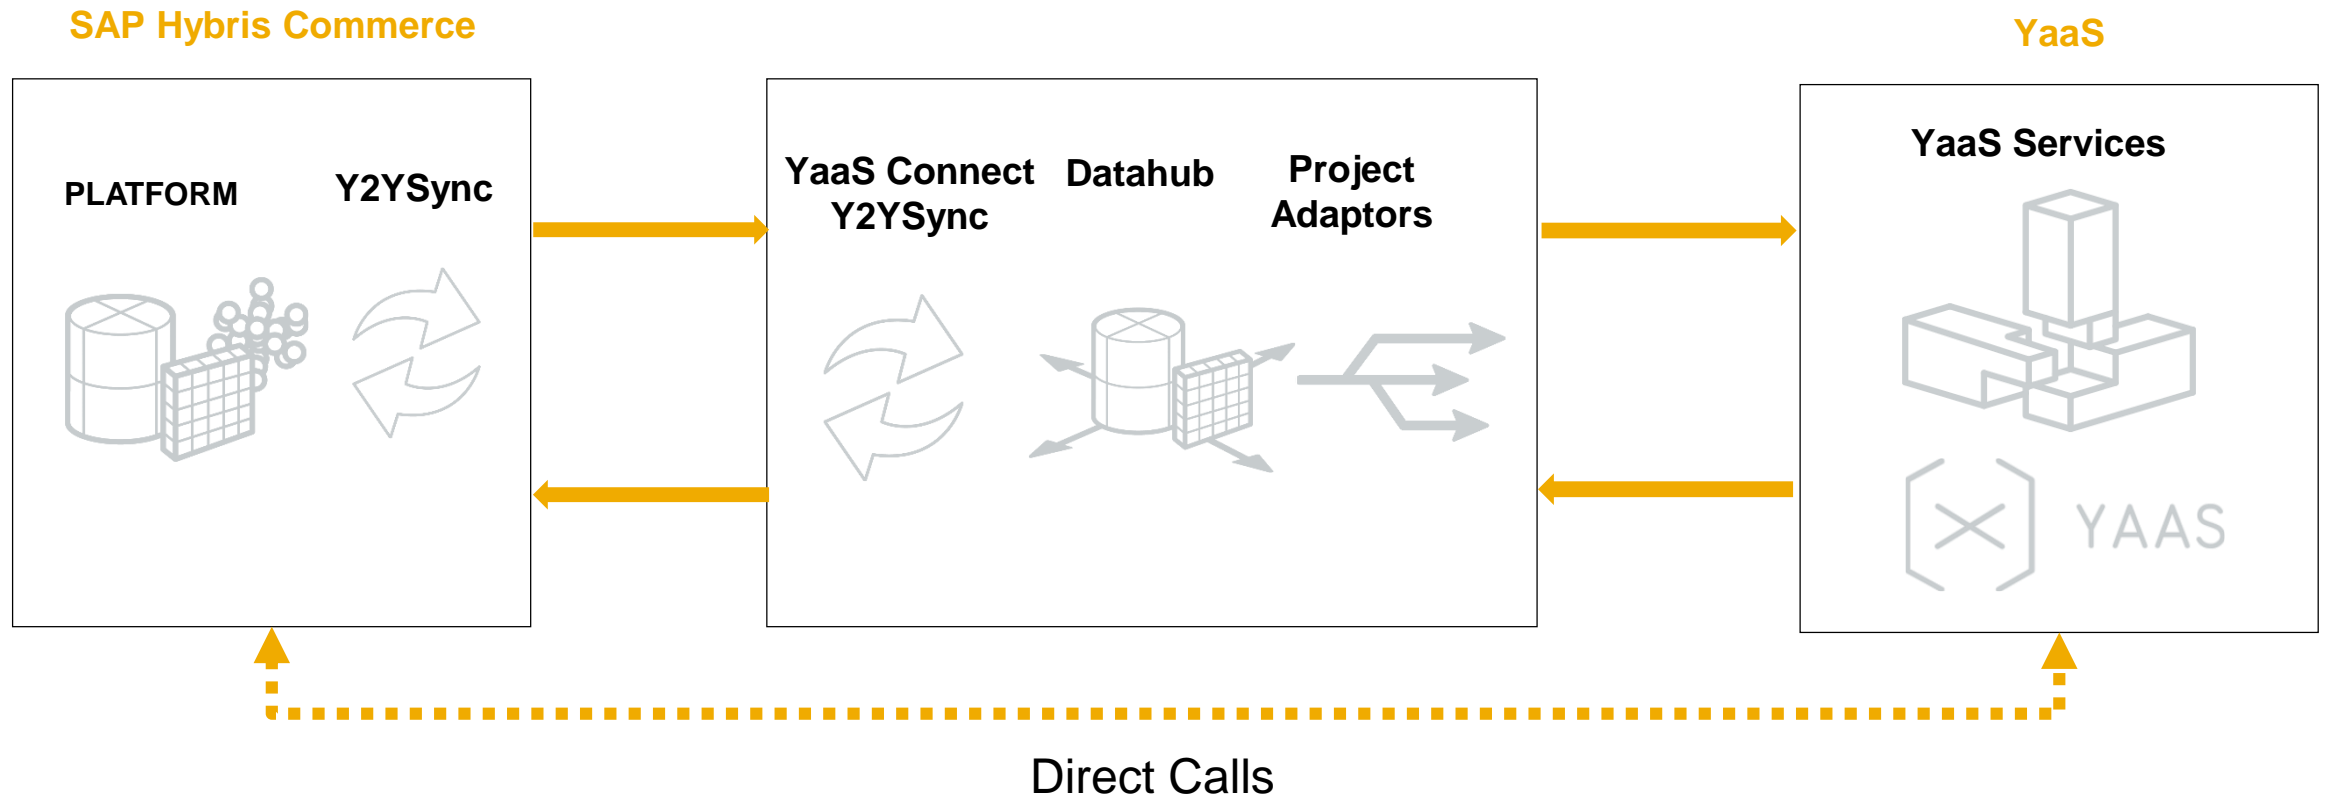 SAP Hybris Commerce
YaaS
PLATFORM
Y2YSync
YaaS Connect
Y2YSync
Datahub
Project
Adaptors
YaaS Services
YAAS
Direct Calls